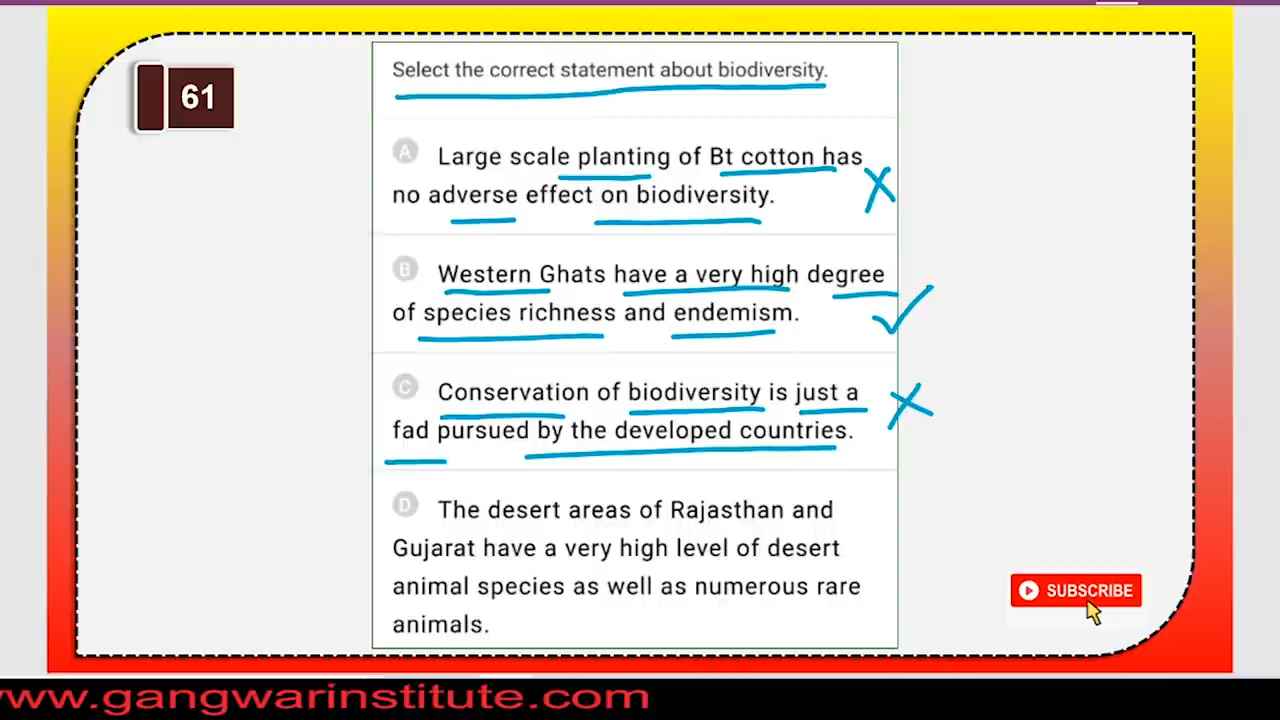 61
Select the correct statement about biodiversity.
A Large scale planting of Bt cotton has
no adverse effect on biodiversity.
B Western Ghats have a very high degree
of species richness and endemism.
C Conservation of biodiversity is just a
fad pursued by the developed countries.
D The desert areas of Rajasthan and
Gujarat have a very high level of desert
animal species as well as numerous rare
animals.
SUBSCRIBE
www.gangwarinstitute.com